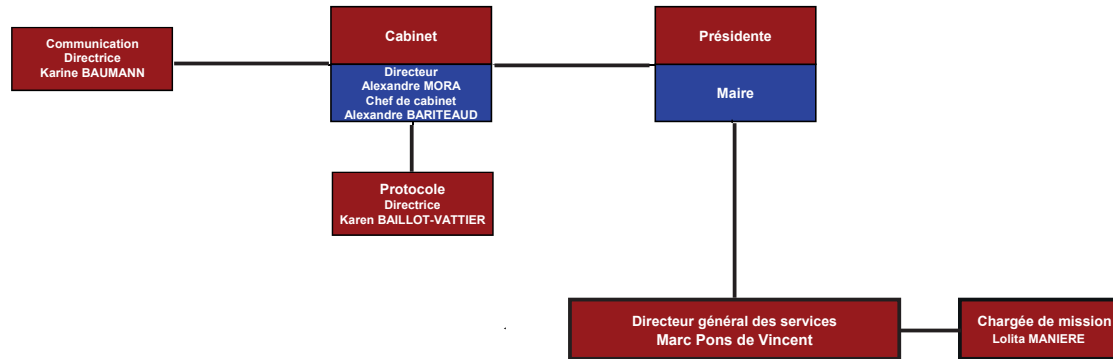 Communication
Directrice
Karine BAUMANN
Cabinet
Directeur
Alexandre MORA
Chef de cabinet
Alexandre BARITEAUD
Présidente
Maire
Protocole
Directrice
Karen BAILLOT-VATTIER
Directeur général des services
Marc Pons de Vincent
Chargée de mission
Lolita MANIERE